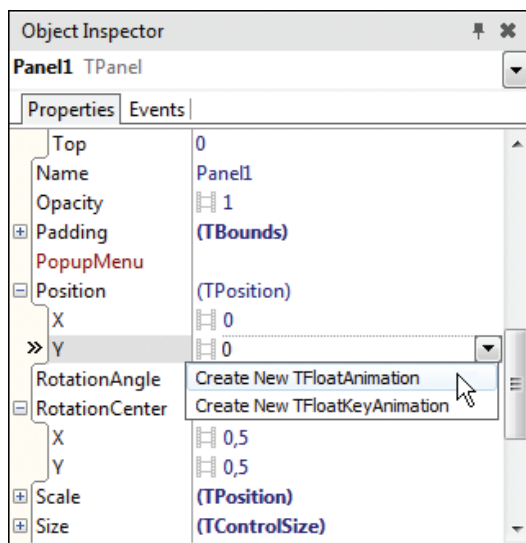 Object Inspector
Panel1 TPanel
Properties Events
Top 0
Name Panel1
Opacity 1
Padding (TBounds)
PopupMenu
Position (TPosition)
X 0
Y 0
RotationAngle Create New TFloatAnimation
RotationCenter Create New TFloatKeyAnimation
X 0,5
Y 0,5
Scale (TPosition)
Size (TControlSize)